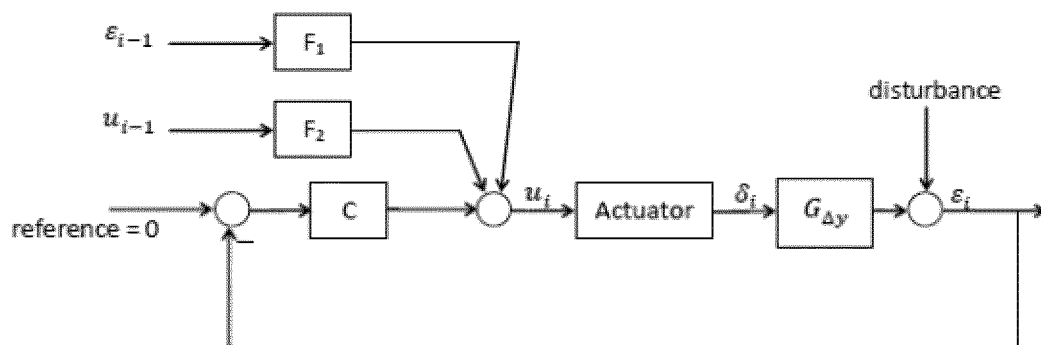 ε_{i−1}
F₁
disturbance
u_{i−1}
F₂
reference = 0
−
C
u_i
Actuator
δ_i
G_{Δy}
ε_i